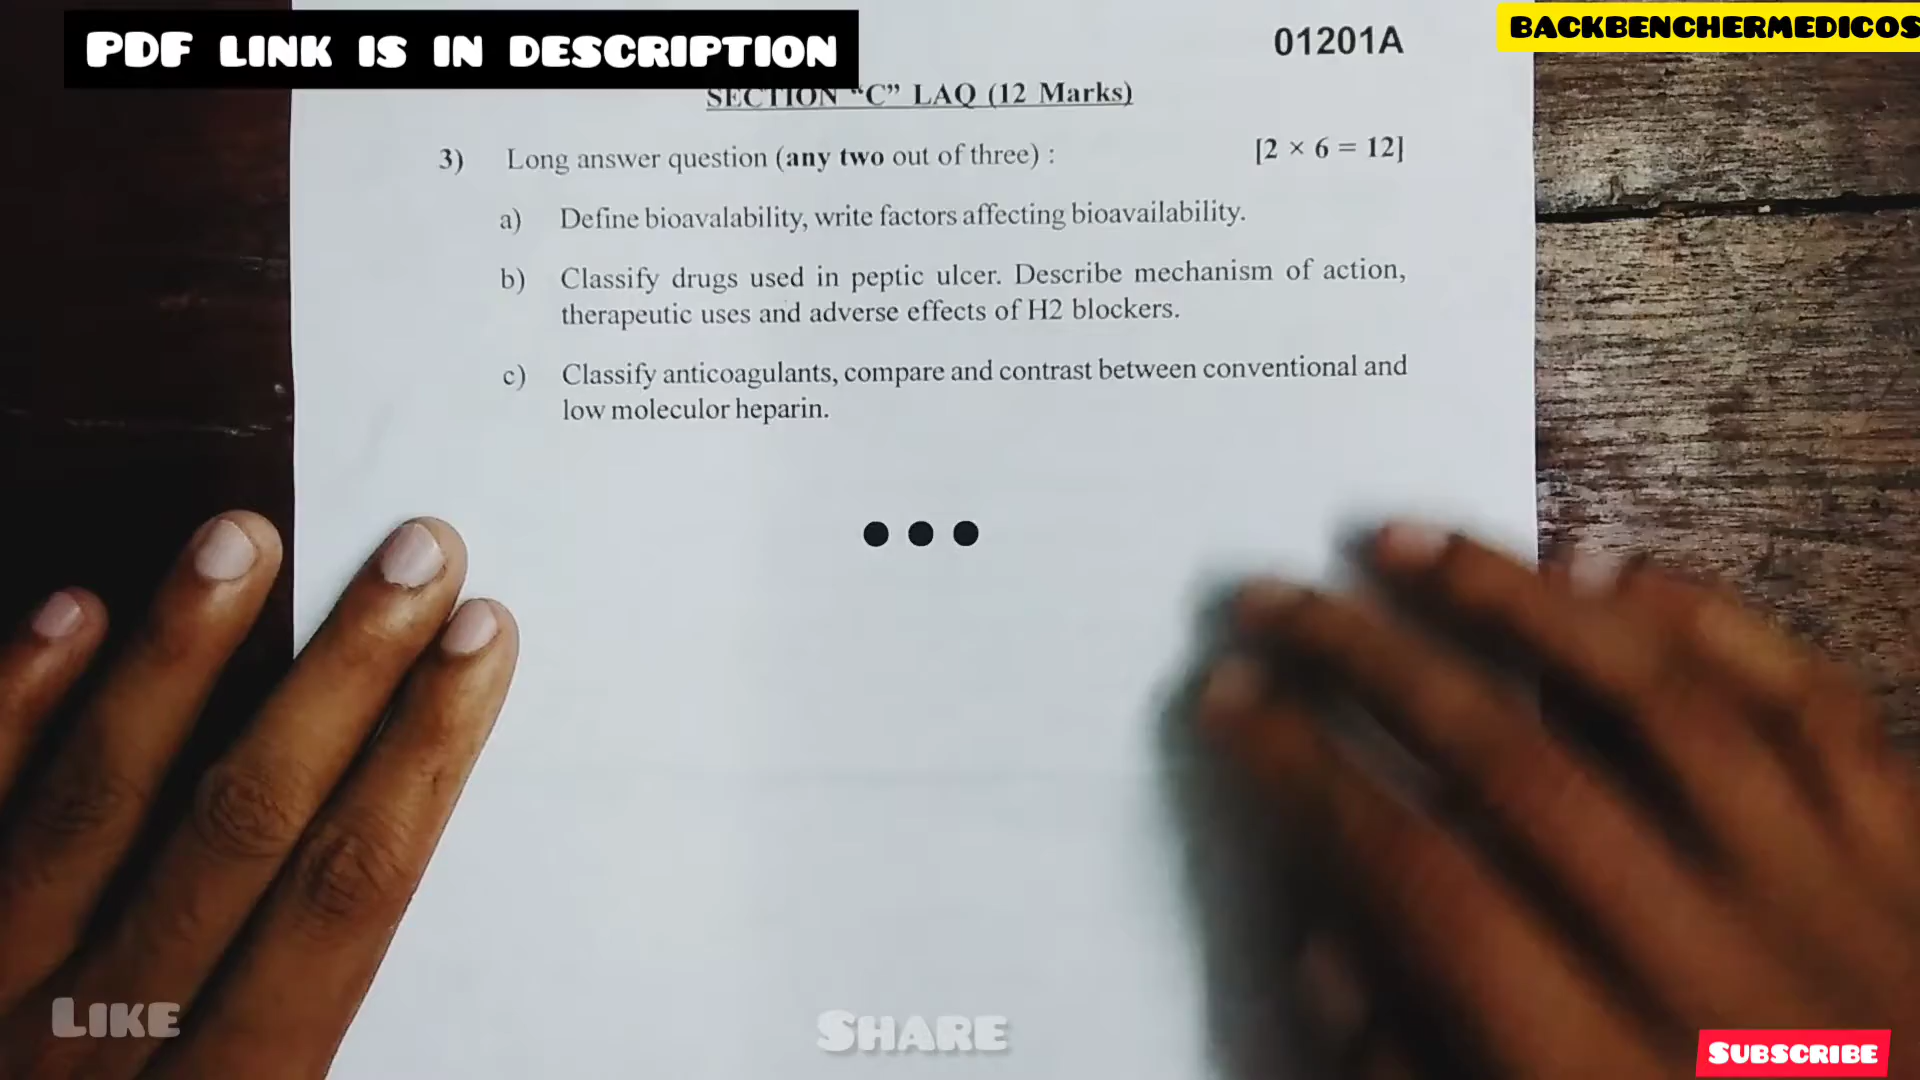 PDF LINK IS IN DESCRIPTION
BACKBENCHERMEDICOS
01201A
SECTION “C” LAQ (12 Marks)
3) Long answer question (any two out of three) : [2 × 6 = 12]
a) Define bioavalability, write factors affecting bioavailability.
b) Classify drugs used in peptic ulcer. Describe mechanism of action,
therapeutic uses and adverse effects of H2 blockers.
c) Classify anticoagulants, compare and contrast between conventional and
low moleculor heparin.
LIKE
SHARE
SUBSCRIBE